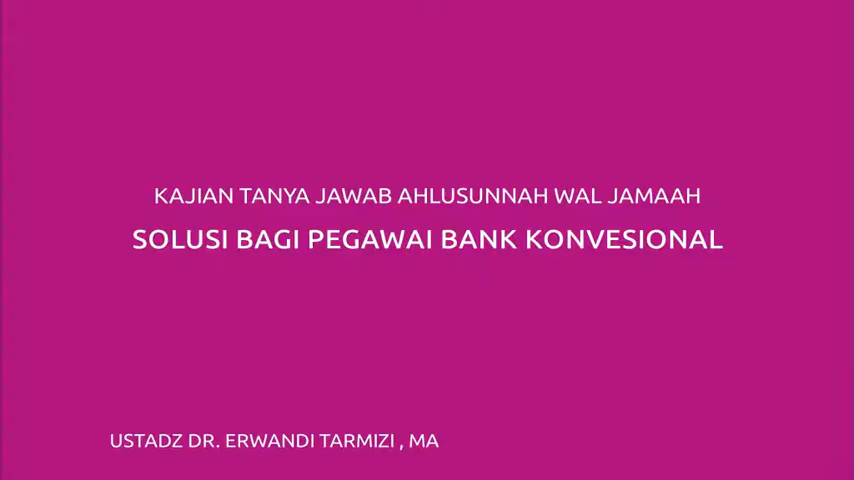 KAJIAN TANYA JAWAB AHLUSUNNAH WAL JAMAAH
SOLUSI BAGI PEGAWAI BANK KONVESIONAL
USTADZ DR. ERWANDI TARMIZI , MA